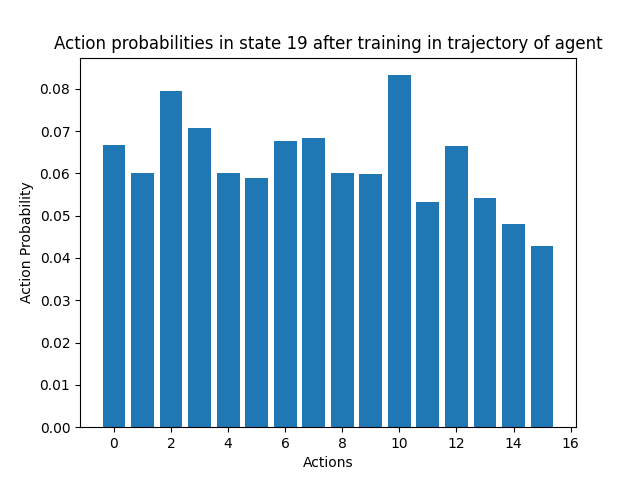 Action probabilities in state 19 after training in trajectory of agent
0.08
0.07
0.06
0.05
0.04
0.03
0.02
0.01
0.00
Action Probability
0 2 4 6 8 10 12 14 16
Actions